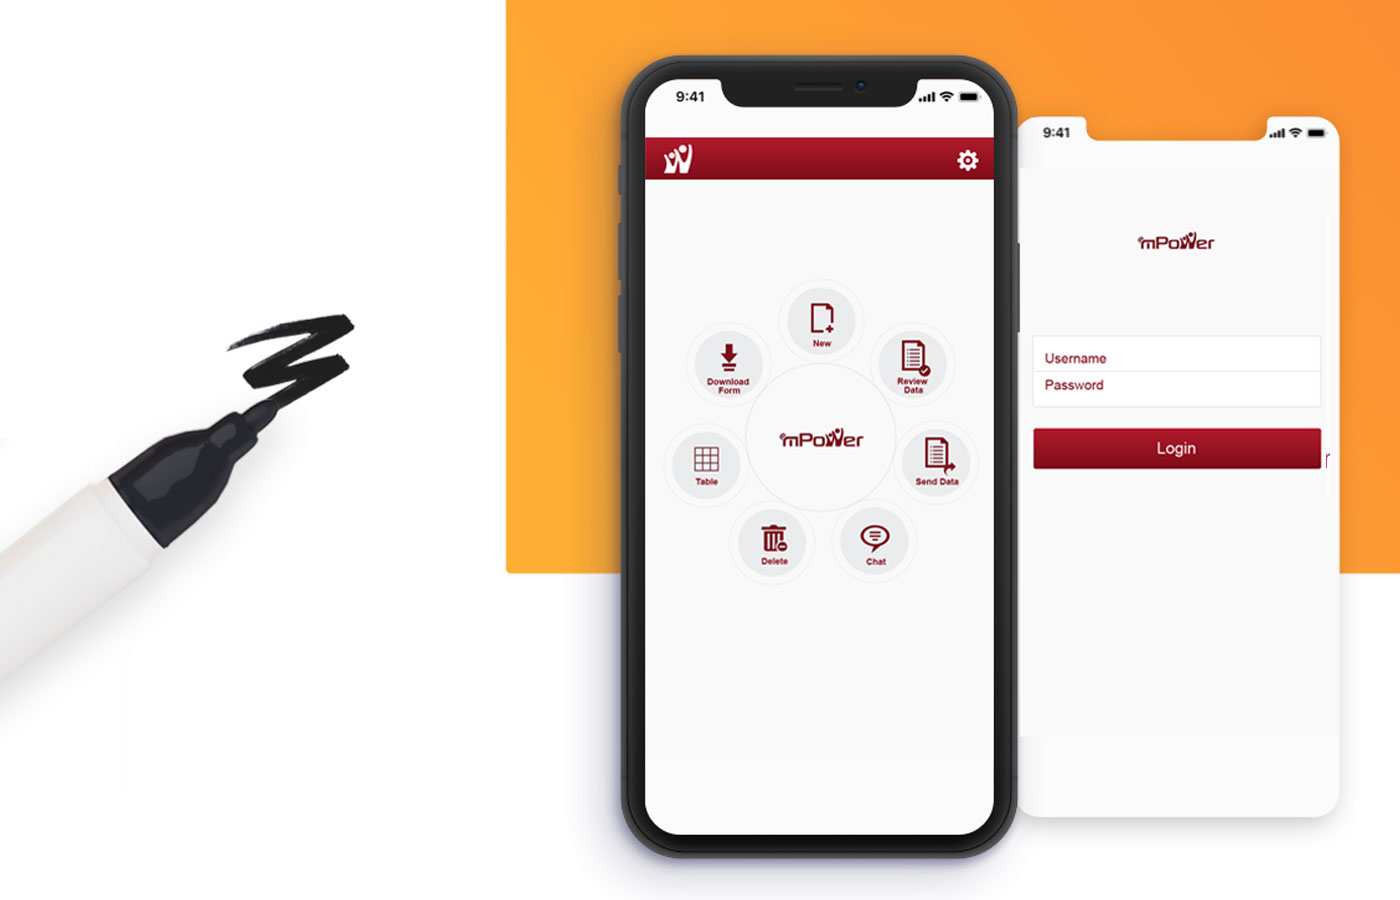 9:41
New
Download
Form
Review
Data
mPower
Table
Send Data
Delete
Chat
9:41
mPower
Username
Password
Login
r